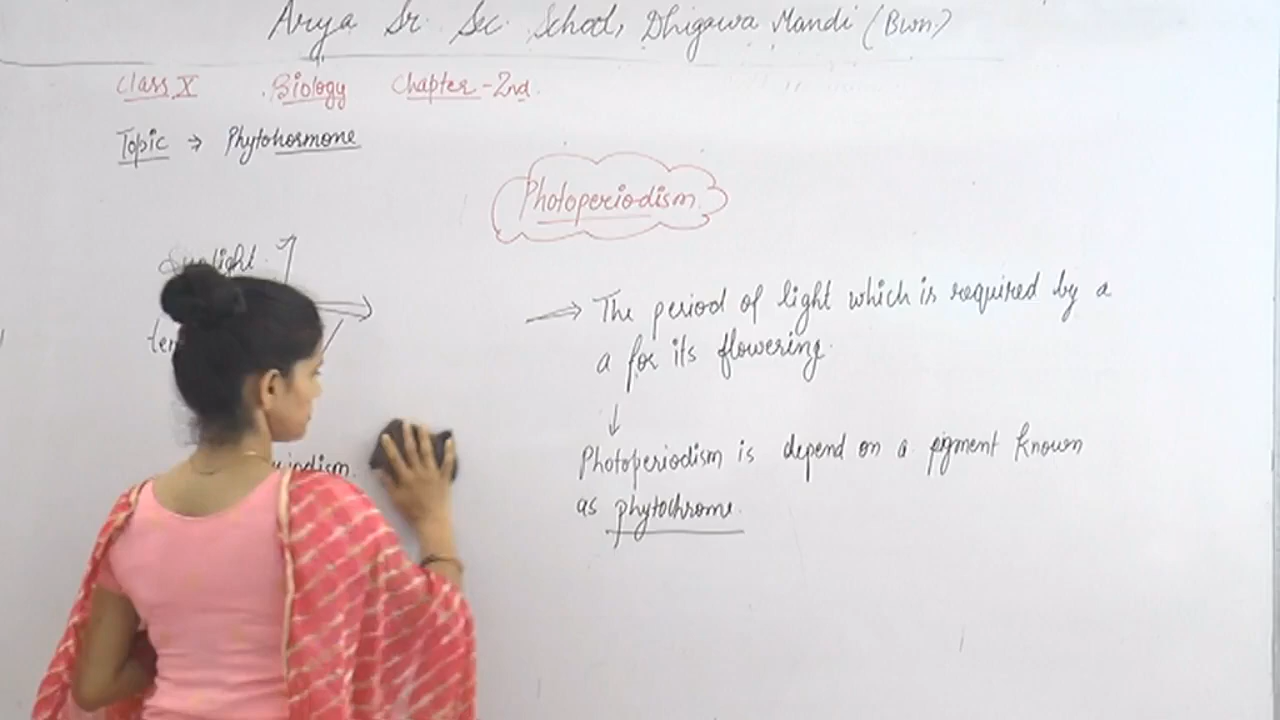 Arya Sr. Sec. School, Dhigawa Mandi (Bwn)
Class X Biology Chapter-2nd.
Topic → Phytohormone
Photoperiodism
Sunlight
⇒ The period of light which is required by a
a for its flowering.
↓
Photoperiodism is depend on a pigment known
as phytochrome.